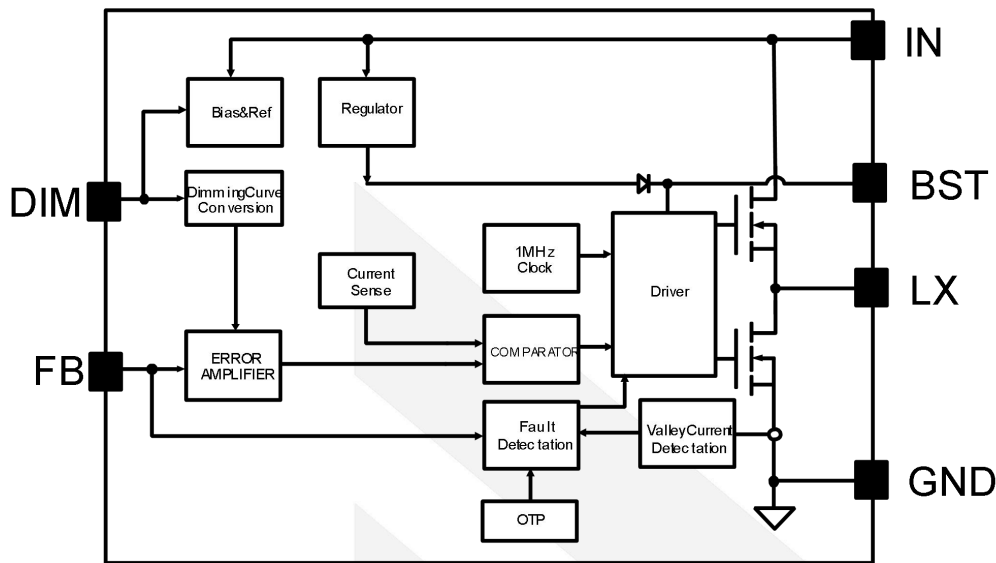 IN
Bias&Ref
Regulator
DIM
DimmingCurve
Conversion
BST
1MHz
Clock
Current
Sense
Driver
LX
FB
ERROR
AMPLIFIER
COMPARATOR
Fault
Detectation
ValleyCurrent
Detectation
GND
OTP